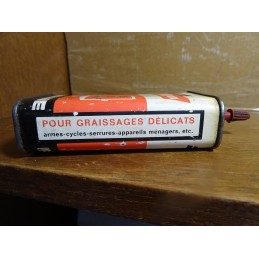 POUR GRAISSAGES DÉLICATS
armes-cycles-serrures-appareils ménagers, etc.